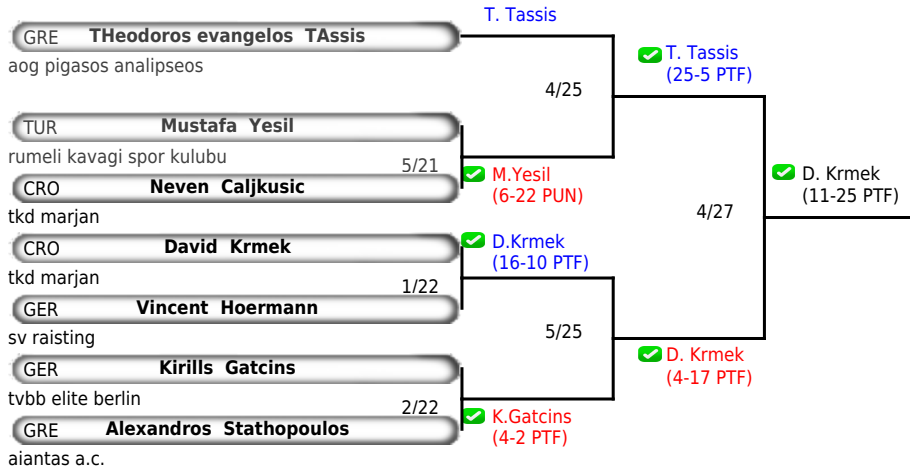 T. Tassis
GRE THeodoros evangelos TAssis
aog pigasos analipseos
T. Tassis
(25-5 PTF)
4/25
TUR Mustafa Yesil
rumeli kavagi spor kulubu
5/21
M.Yesil
(6-22 PUN)
CRO Neven Caljkusic
tkd marjan
D. Krmek
(11-25 PTF)
4/27
CRO David Krmek
tkd marjan
D.Krmek
(16-10 PTF)
1/22
GER Vincent Hoermann
sv raisting
5/25
GER Kirills Gatcins
tvbb elite berlin
D. Krmek
(4-17 PTF)
2/22
K.Gatcins
(4-2 PTF)
GRE Alexandros Stathopoulos
aiantas a.c.